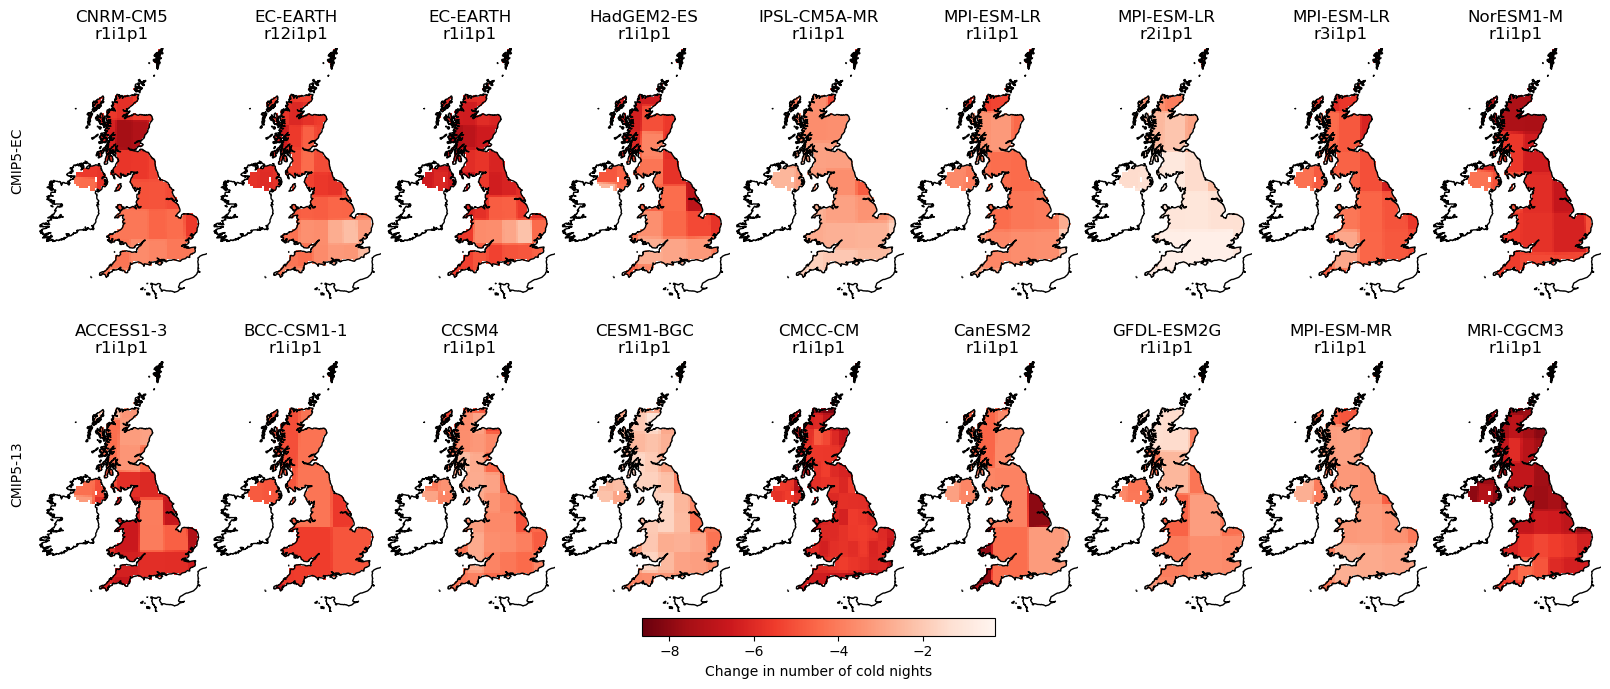 CNRM-CM5
r1i1p1
EC-EARTH
r12i1p1
EC-EARTH
r1i1p1
HadGEM2-ES
r1i1p1
IPSL-CM5A-MR
r1i1p1
MPI-ESM-LR
r1i1p1
MPI-ESM-LR
r2i1p1
MPI-ESM-LR
r3i1p1
NorESM1-M
r1i1p1
CMIP5-EC
ACCESS1-3
r1i1p1
BCC-CSM1-1
r1i1p1
CCSM4
r1i1p1
CESM1-BGC
r1i1p1
CMCC-CM
r1i1p1
CanESM2
r1i1p1
GFDL-ESM2G
r1i1p1
MPI-ESM-MR
r1i1p1
MRI-CGCM3
r1i1p1
CMIP5-13
−8 −6 −4 −2
Change in number of cold nights